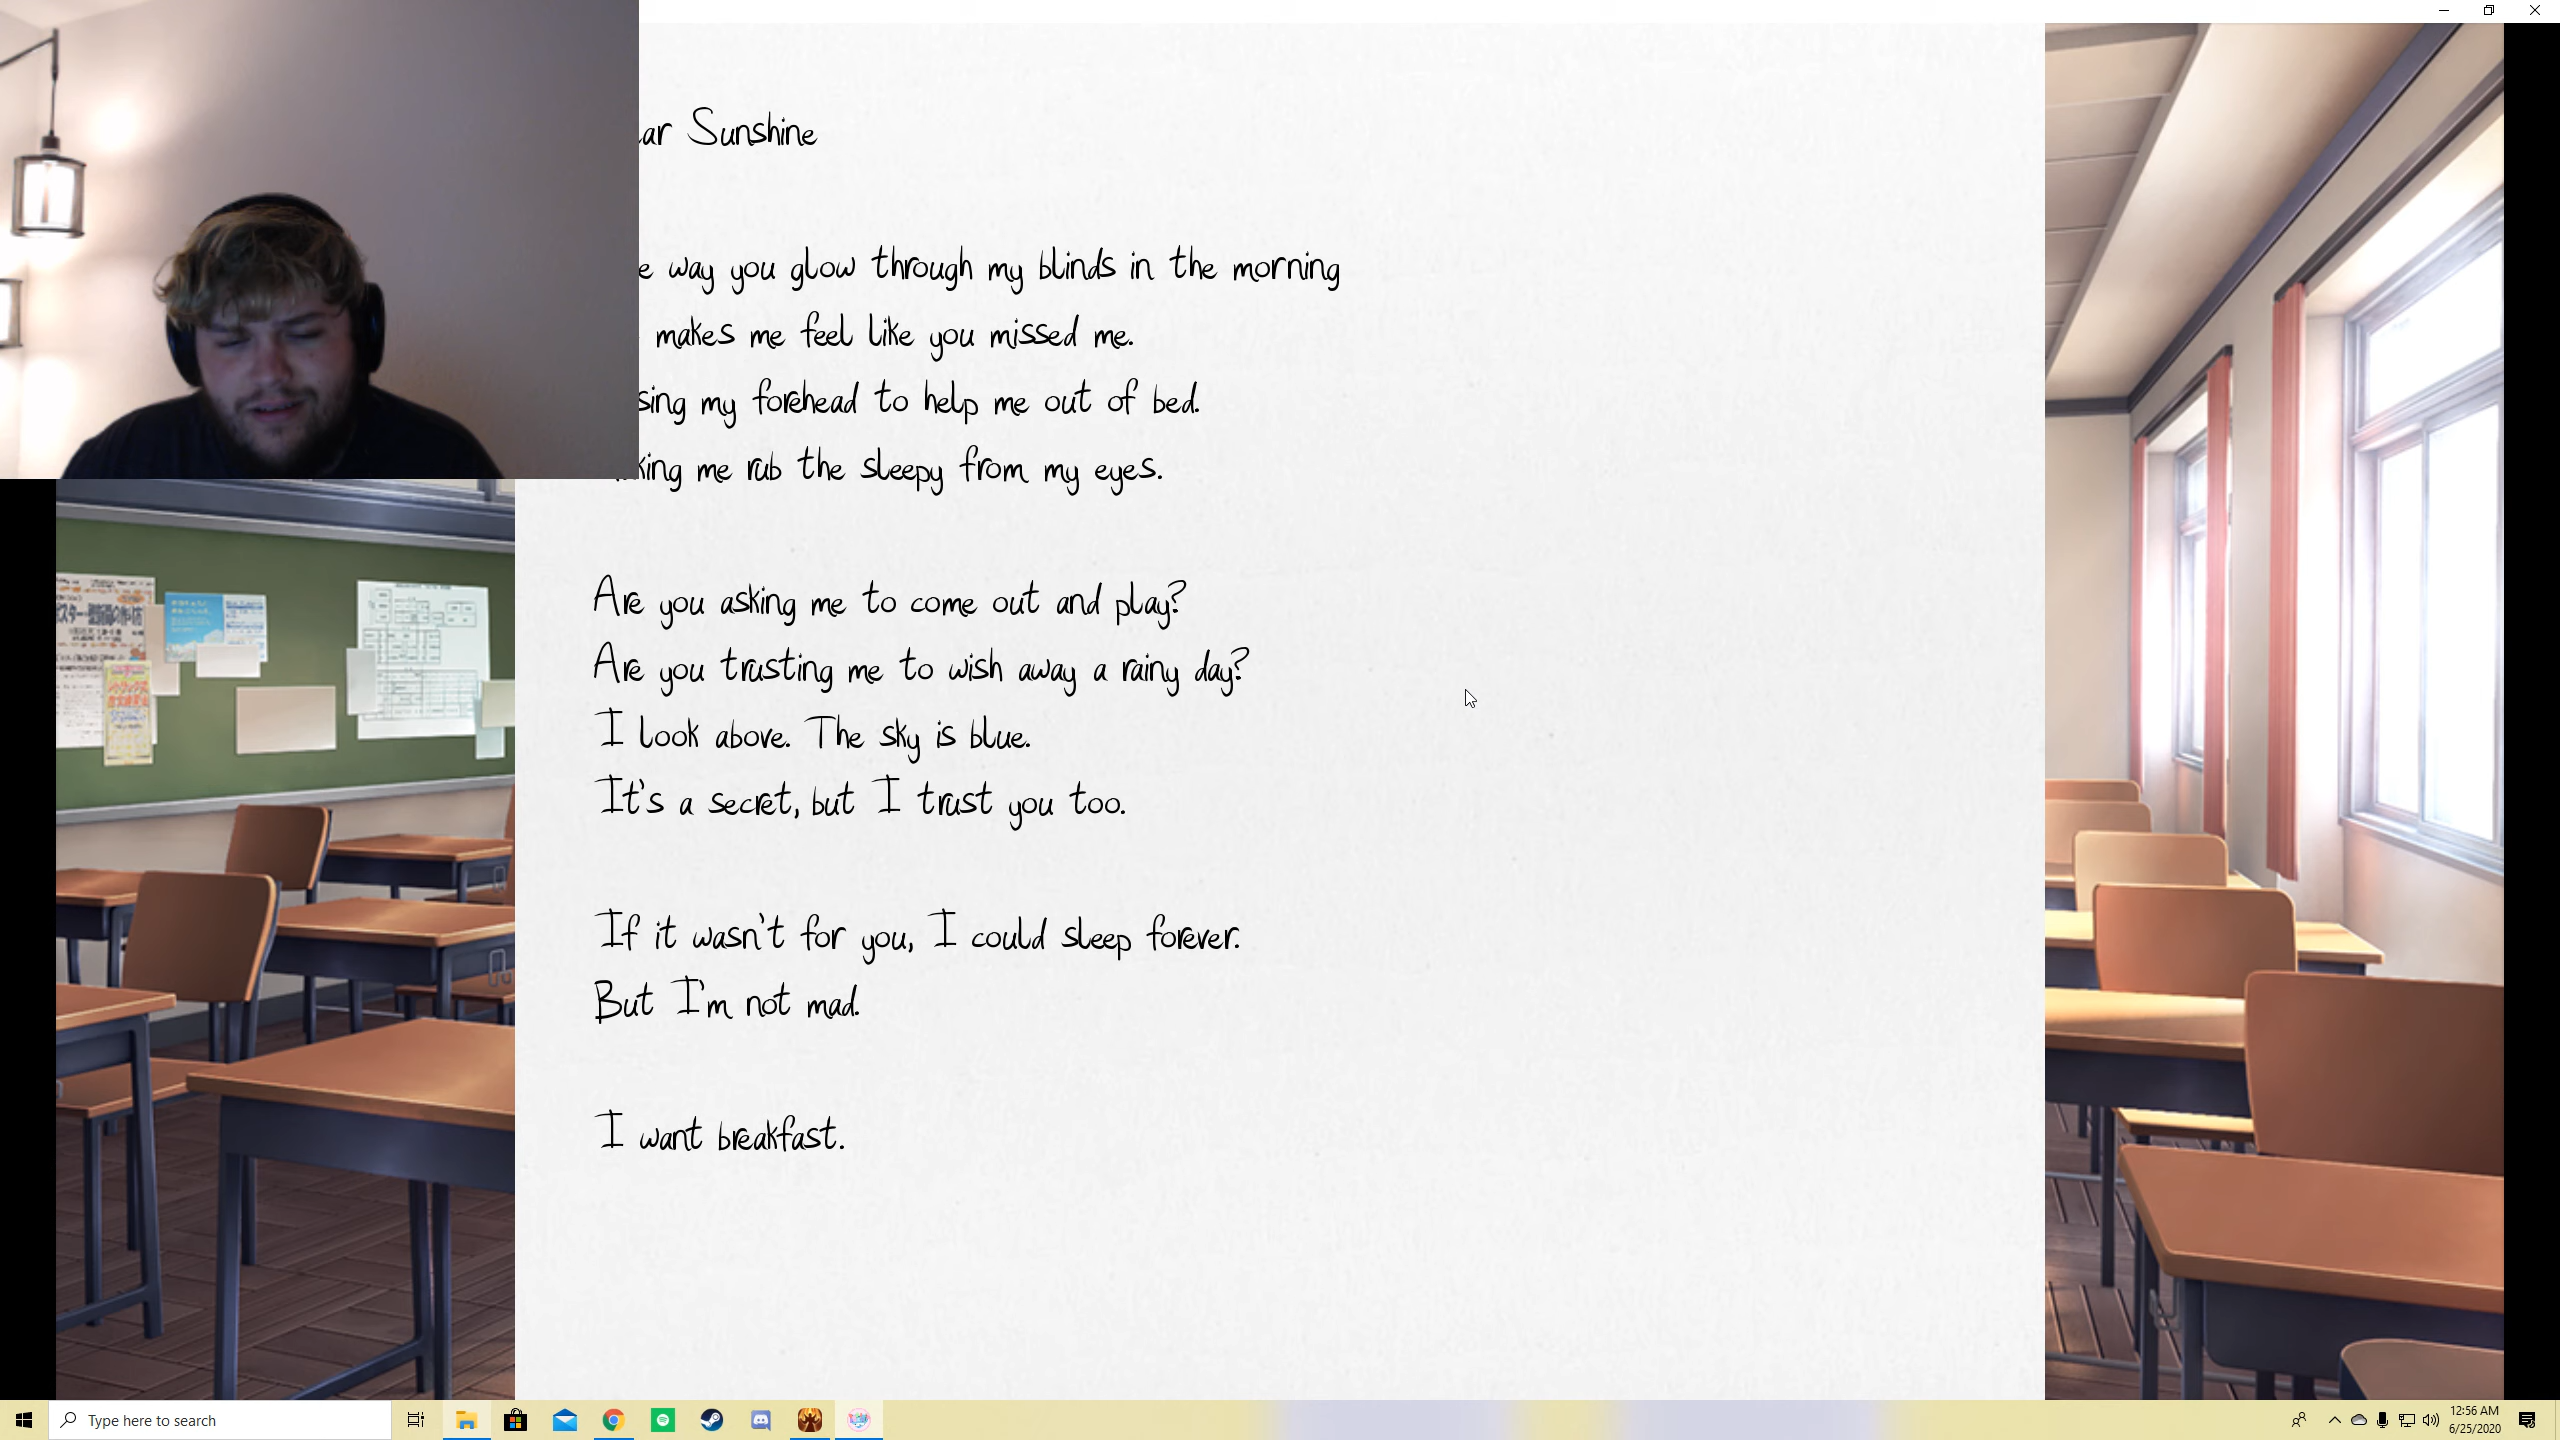 Sunshine
way you glow through my blinds in the morning
makes me feel like you missed me.
my forehead to help me out of bed.
me rub the sleepy from my eyes.
Are you asking me to come out and play?
Are you trusting me to wish away a rainy day?
I look above. The sky is blue.
It's a secret, but I trust you too.
If it wasn't for you, I could sleep forever.
But I'm not mad.
I want breakfast.
Type here to search
12:56 AM
6/25/2020